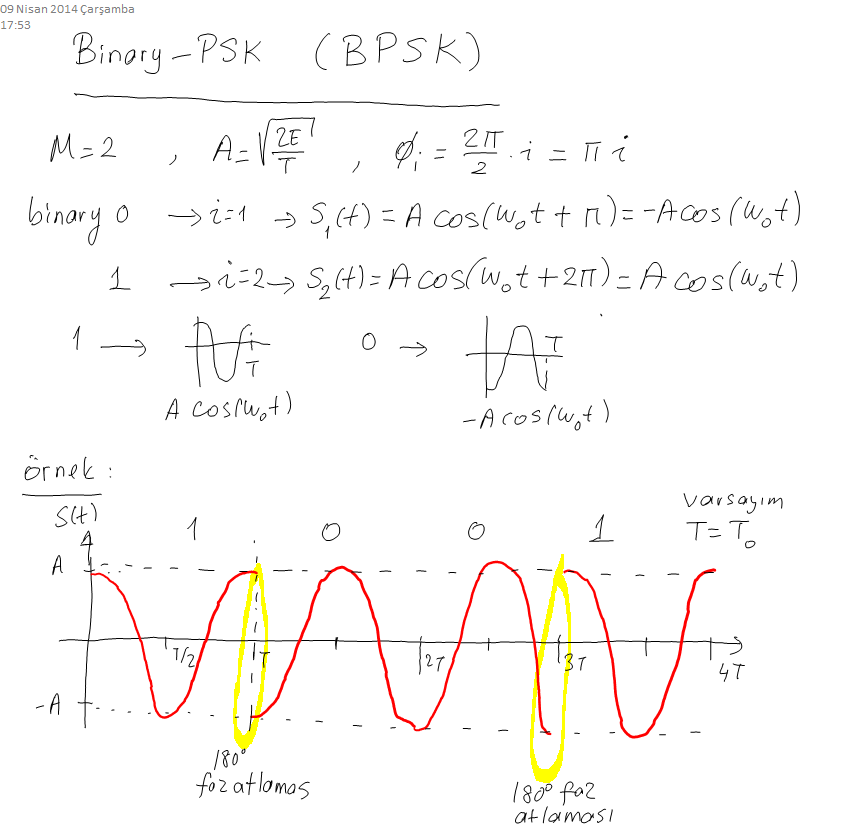 09 Nisan 2014 Çarşamba
17:53
Binary-PSK (BPSK)
M=2 , A=√(2E/T) , ϕᵢ = 2π/2 · i = π i
binary 0 → i=1 → S₁(t) = A cos(w₀t + π) = -A cos(w₀t)
1 → i=2 → S₂(t) = A cos(w₀t + 2π) = A cos(w₀t)
1 → T 0 → T
A cos(w₀t) -A cos(w₀t)
örnek :
S(t) 1 0 0 1 varsayım
T = T₀
A
T/2 T 2T 3T 4T
-A
180° 180° faz
faz atlamas atlaması